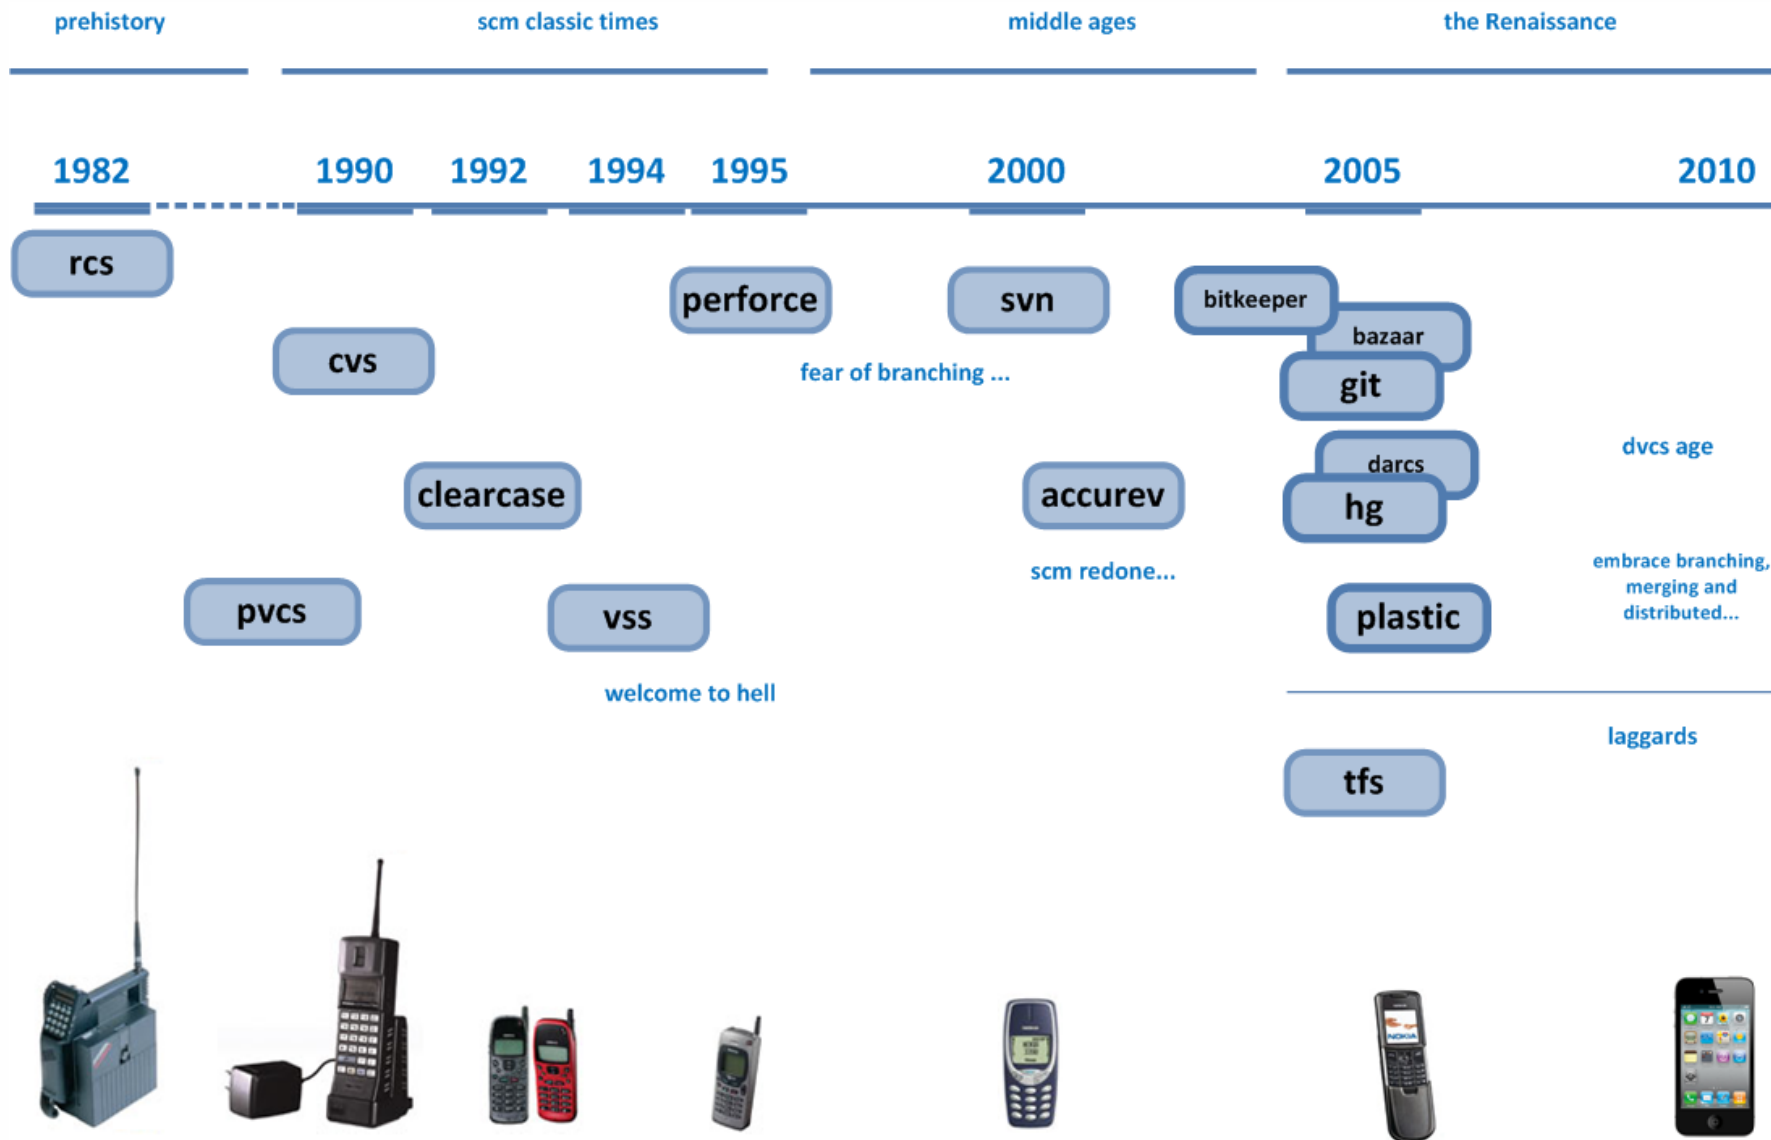 prehistory
scm classic times
middle ages
the Renaissance
1982
1990
1992
1994
1995
2000
2005
2010
rcs
perforce
svn
bitkeeper
bazaar
cvs
fear of branching ...
git
dvcs age
darcs
clearcase
accurev
hg
scm redone...
embrace branching,
merging and
distributed...
pvcs
vss
plastic
welcome to hell
laggards
tfs
NOKIA